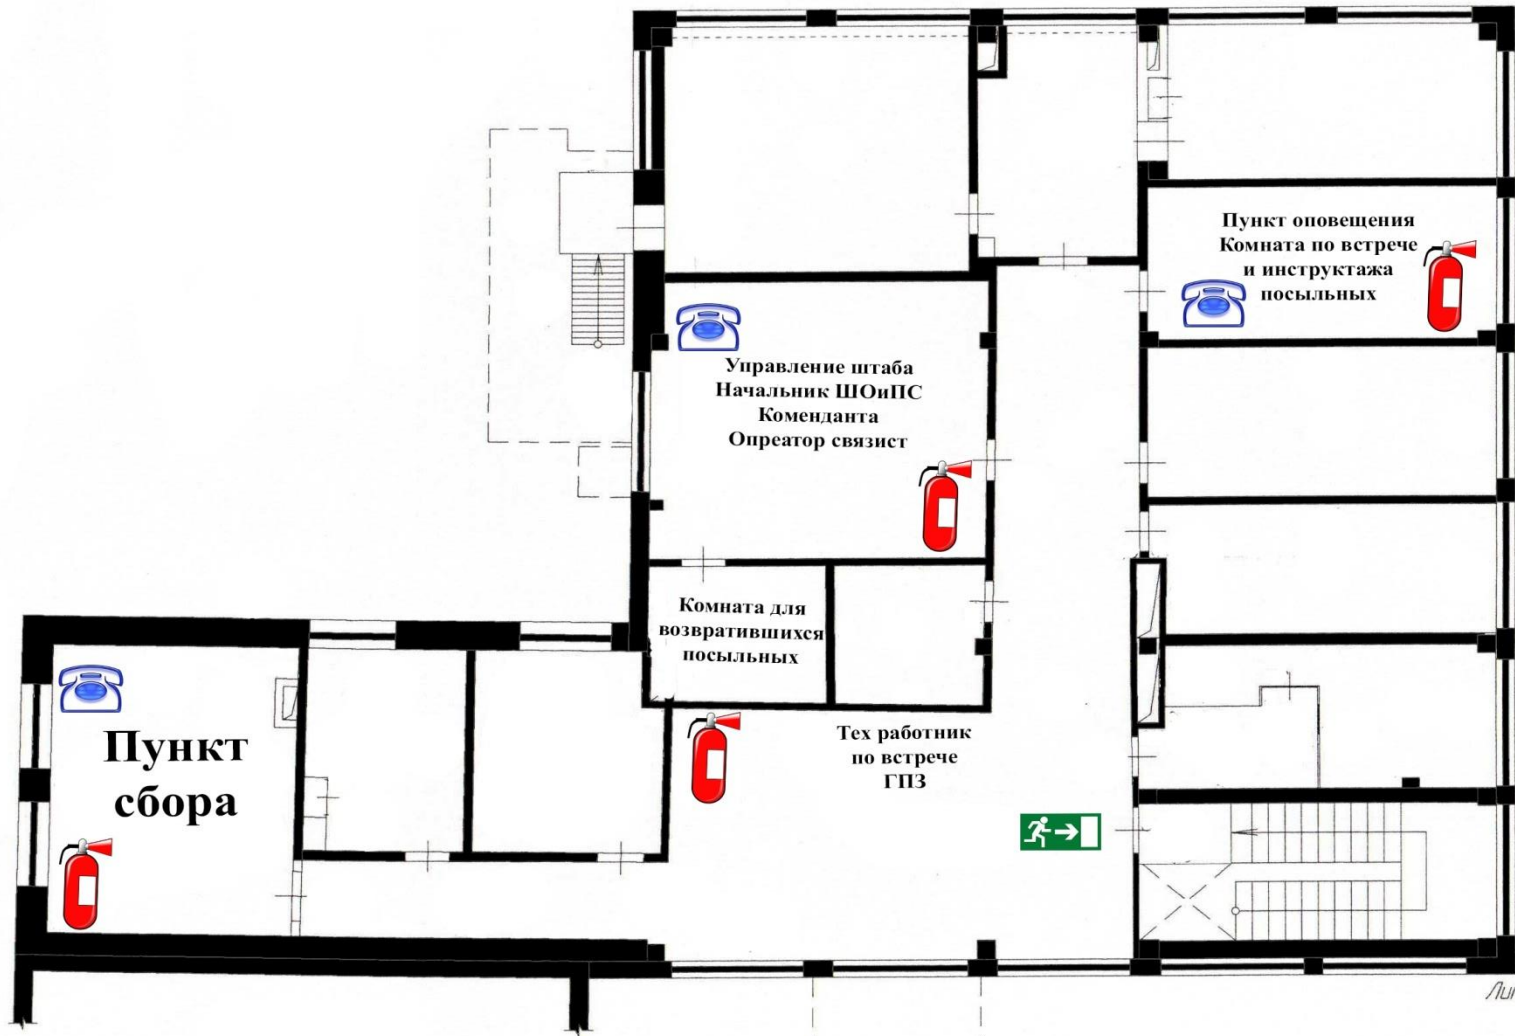 Пункт оповещения
Комната по встрече
и инструктажа
посыльных
Управление штаба
Начальник ШОиПС
Коменданта
Опреатор связист
Комната для
возвратившихся
посыльных
Тех работник
по встрече
ГПЗ
Пункт
сбора